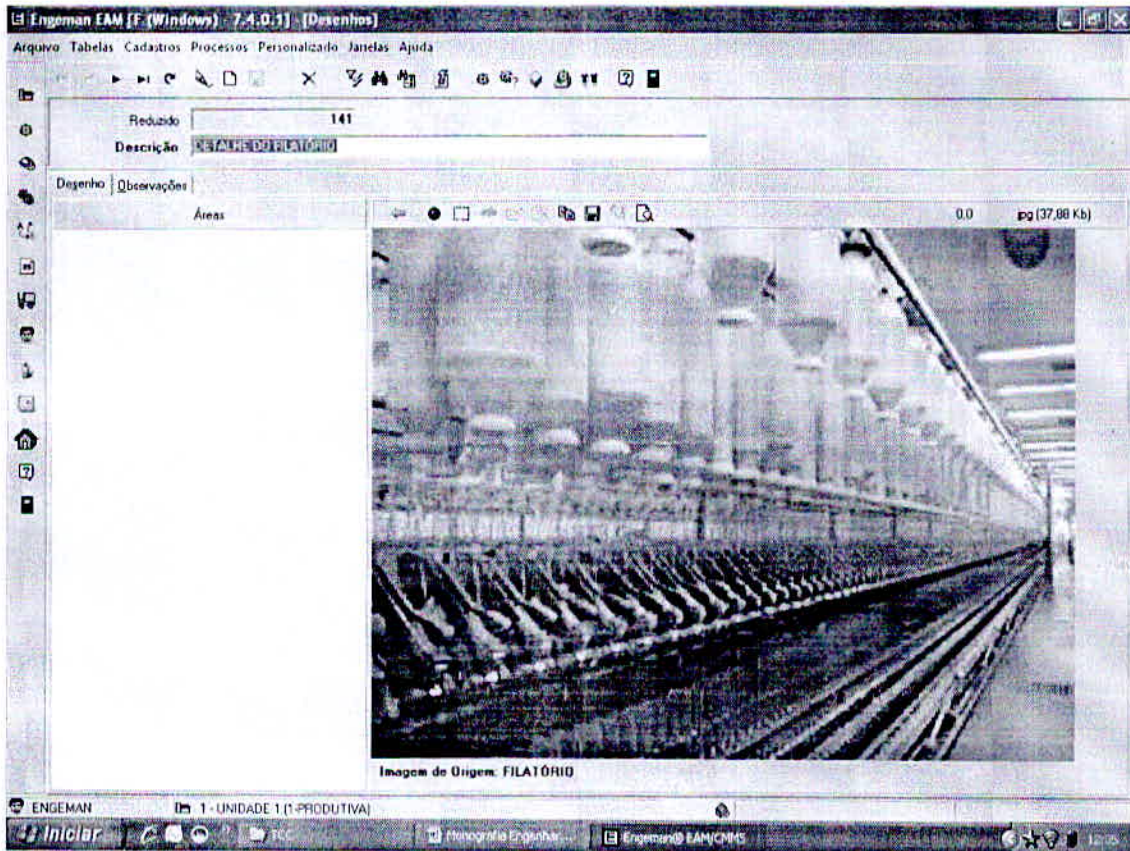 Engeman EAM [F (Windows) - 7.4.0.1] - [Desenhos]
Arquivo Tabelas Cadastros Processos Personalizado Janelas Ajuda
Reduzido 141
Descrição DETALHE DO FILATÓRIO
Desenho Observações
Áreas
0,0 jpg (37,88 Kb)
Imagem de Origem: FILATÓRIO
ENGEMAN 1 - UNIDADE 1 (1-PRODUTIVA)
Iniciar TCC Monografia Engenhar... Engeman® EAM/CMMS 12:35